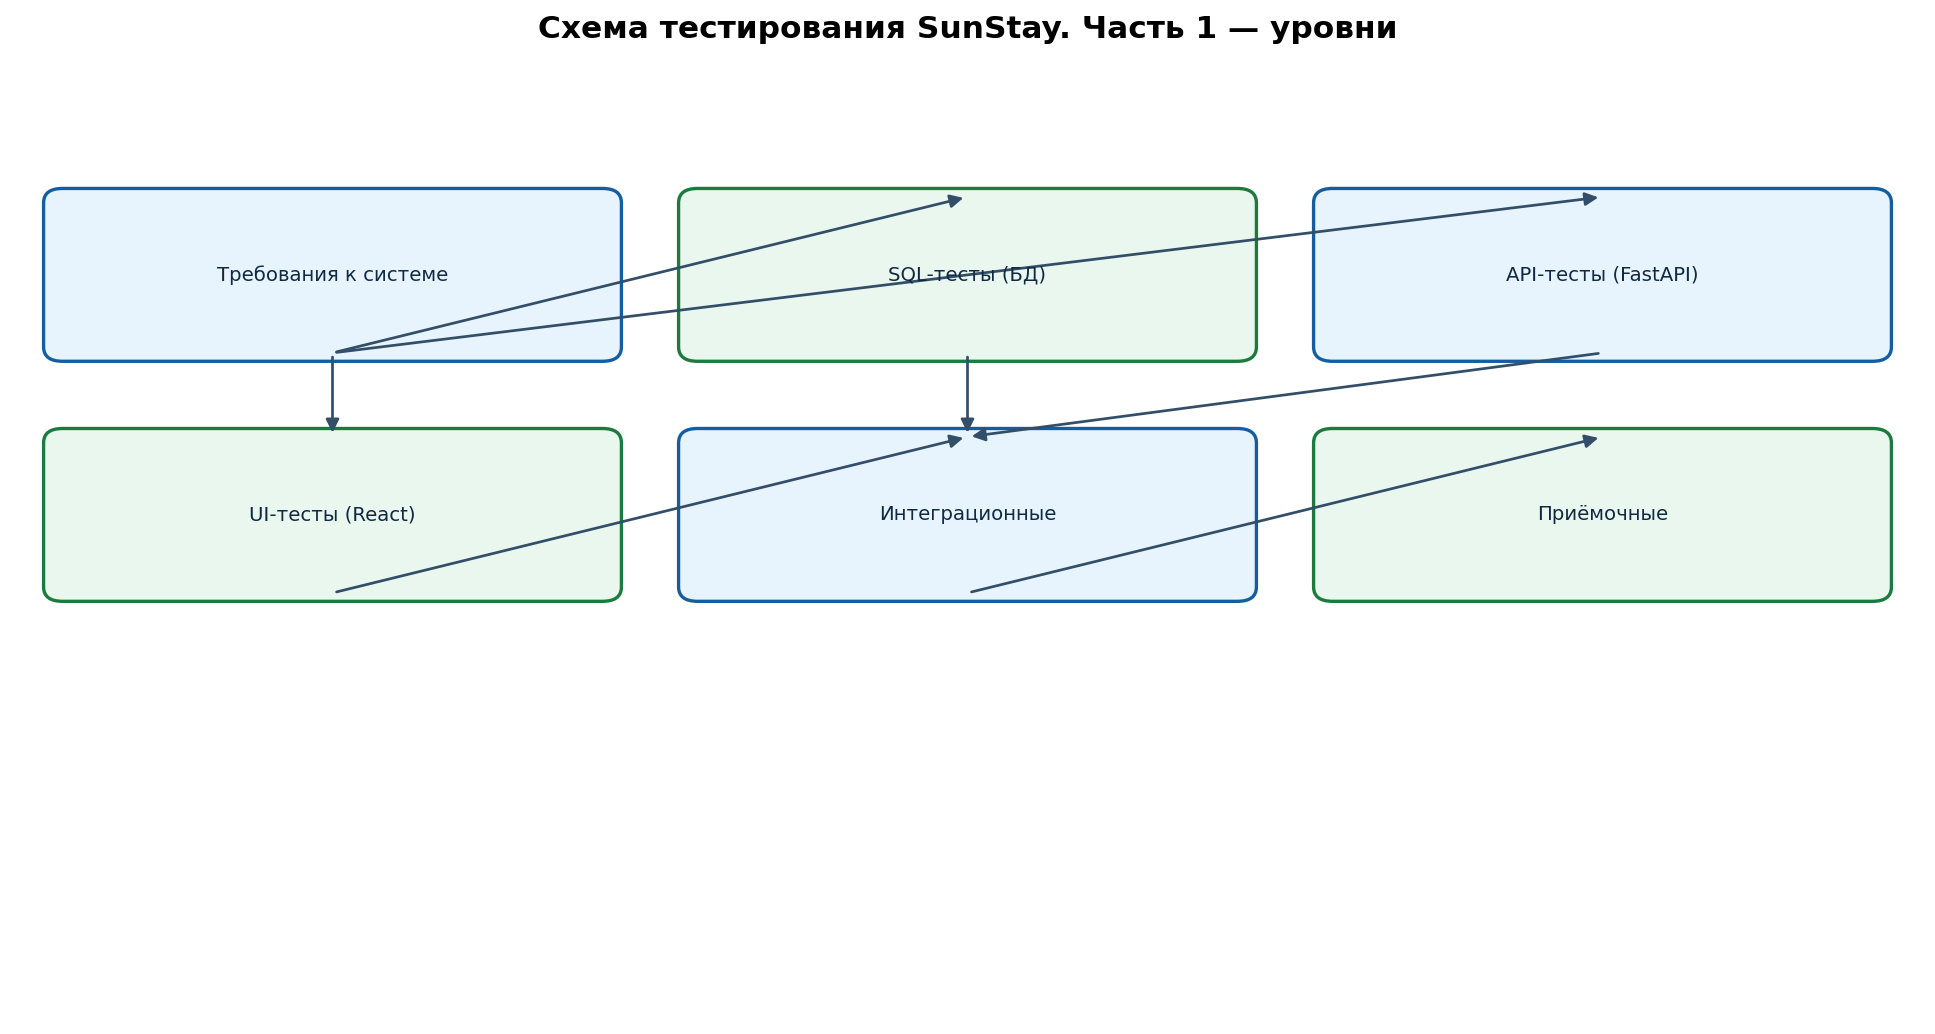 Схема тестирования SunStay. Часть 1 — уровни
Требования к системе
SQL-тесты (БД)
API-тесты (FastAPI)
UI-тесты (React)
Интеграционные
Приёмочные